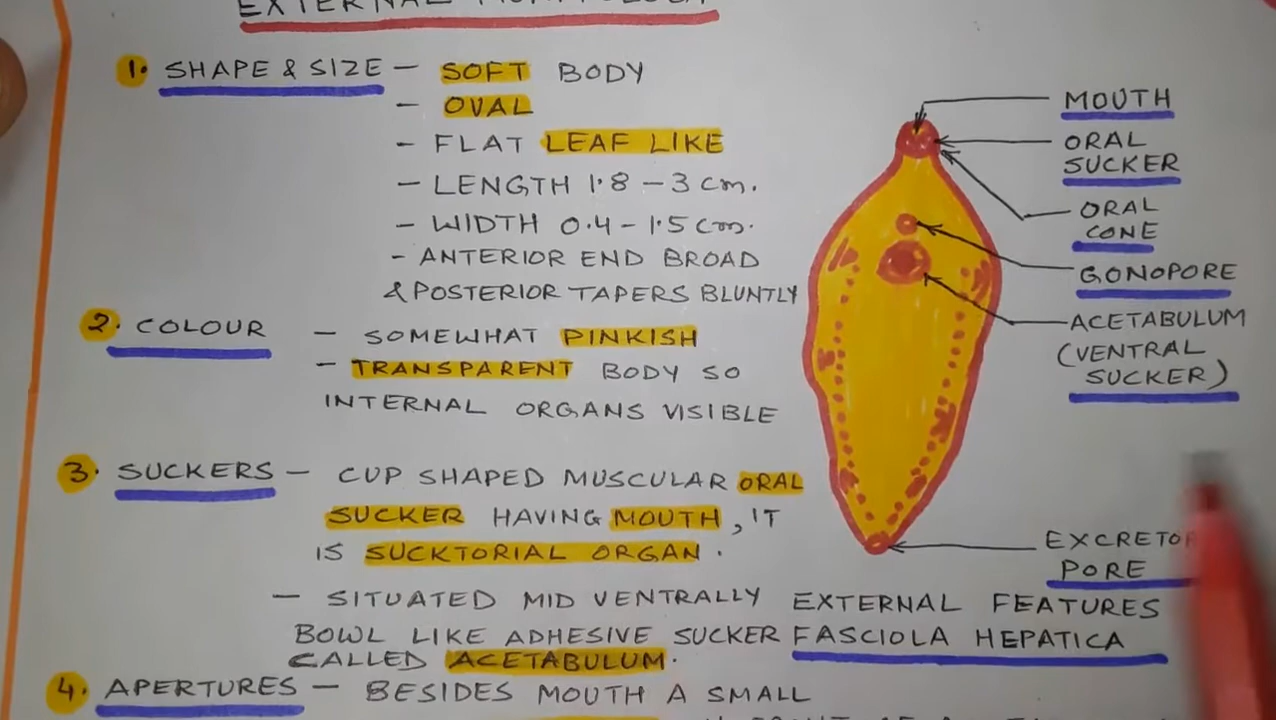 EXTERNAL MORPHOLOGY
1. SHAPE & SIZE – SOFT BODY
– OVAL
– FLAT LEAF LIKE
– LENGTH 1.8 – 3 cm.
– WIDTH 0.4 – 1.5 cm.
– ANTERIOR END BROAD
& POSTERIOR TAPERS BLUNTLY
2. COLOUR – SOMEWHAT PINKISH
– TRANSPARENT BODY SO
INTERNAL ORGANS VISIBLE
3. SUCKERS – CUP SHAPED MUSCULAR ORAL
SUCKER HAVING MOUTH, IT
IS SUCKTORIAL ORGAN.
– SITUATED MID VENTRALLY
BOWL LIKE ADHESIVE SUCKER
CALLED ACETABULUM.
4. APERTURES – BESIDES MOUTH A SMALL
MOUTH
ORAL
SUCKER
ORAL
CONE
GONOPORE
ACETABULUM
(VENTRAL
SUCKER)
EXCRETOR
PORE
EXTERNAL FEATURES
FASCIOLA HEPATICA